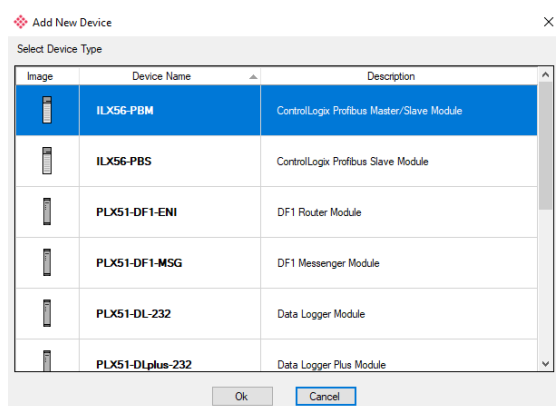 Add New Device
Select Device Type
Image Device Name Description
ILX56-PBM ControlLogix Profibus Master/Slave Module
ILX56-PBS ControlLogix Profibus Slave Module
PLX51-DF1-ENI DF1 Router Module
PLX51-DF1-MSG DF1 Messenger Module
PLX51-DL-232 Data Logger Module
PLX51-DLplus-232 Data Logger Plus Module
Ok Cancel